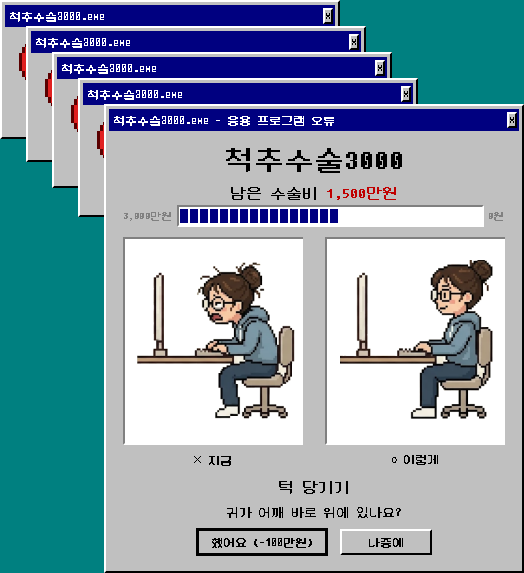 척추수술3000.exe
척추수술3000.exe
척추수술3000.exe
척추수술3000.exe
척추수술3000.exe - 응용 프로그램 오류
척추수술3000
남은 수술비 1,500만원
3,000만원 0원
× 지금
o 이렇게
턱 당기기
귀가 어깨 바로 위에 있나요?
했어요 (-100만원) 나중에